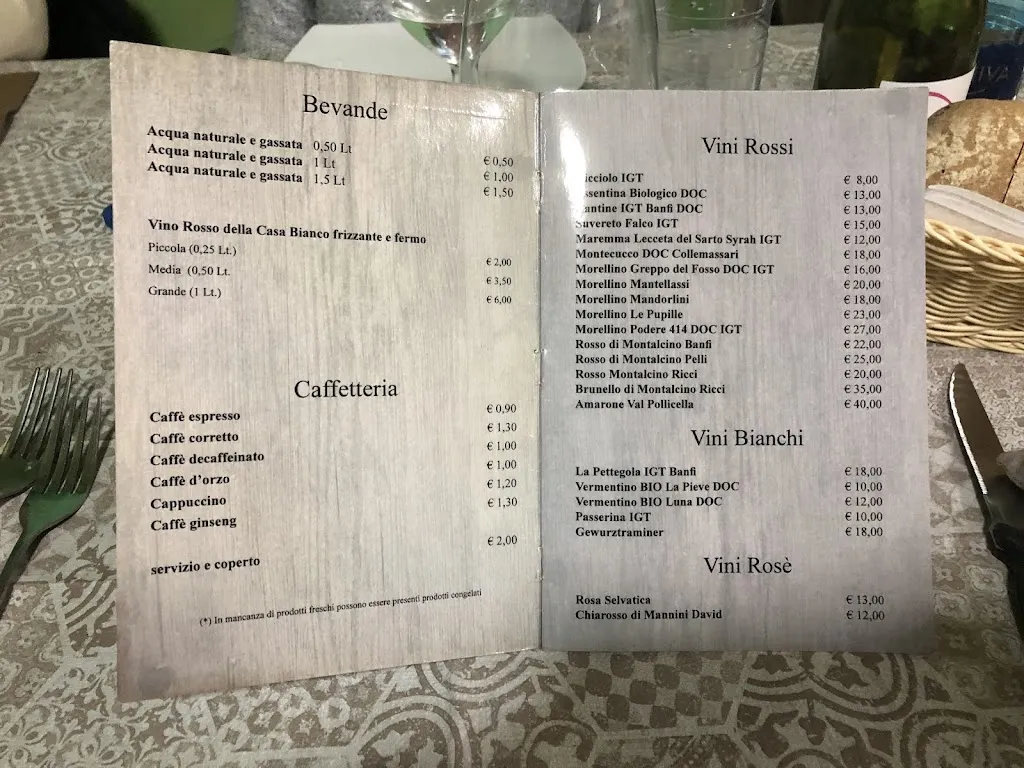 Bevande
Acqua naturale e gassata 0,50 Lt € 0,50
Acqua naturale e gassata 1 Lt € 1,00
Acqua naturale e gassata 1,5 Lt € 1,50
Vino Rosso della Casa Bianco frizzante e fermo
Piccola (0,25 Lt.) € 2,00
Media (0,50 Lt. € 3,50
Grande (1 Lt.) € 6,00
Caffetteria
Caffè espresso € 0,90
Caffè corretto € 1,30
Caffè decaffeinato € 1,00
Caffè d'orzo € 1,00
Cappuccino € 1,20
Caffè ginseng € 1,30
servizio e coperto € 2,00
(*) In mancanza di prodotti freschi possono essere presenti prodotti congelati
Vini Rossi
IGT € 8,00
Biologico DOC € 13,00
IGT Banfi DOC € 13,00
Suvereto Falco IGT € 15,00
Maremma Lecceta del Sarto Syrah IGT € 12,00
Montecucco DOC Collemassari € 18,00
Morellino Greppo del Fosso DOC IGT € 16,00
Morellino Mantellassi € 20,00
Morellino Mandorlini € 18,00
Morellino Le Pupille € 23,00
Morellino Podere 414 DOC IGT € 27,00
Rosso di Montalcino Banfi € 22,00
Rosso di Montalcino Pelli € 25,00
Rosso Montalcino Ricci € 20,00
Brunello di Montalcino Ricci € 35,00
Amarone Val Pollicella € 40,00
Vini Bianchi
La Pettegola IGT Banfi € 18,00
Vermentino BIO La Pieve DOC € 10,00
Vermentino BIO Luna DOC € 12,00
Passerina IGT € 10,00
Gewurztraminer € 18,00
Vini Rosè
Rosa Selvatica € 13,00
Chiarosso di Mannini David € 12,00